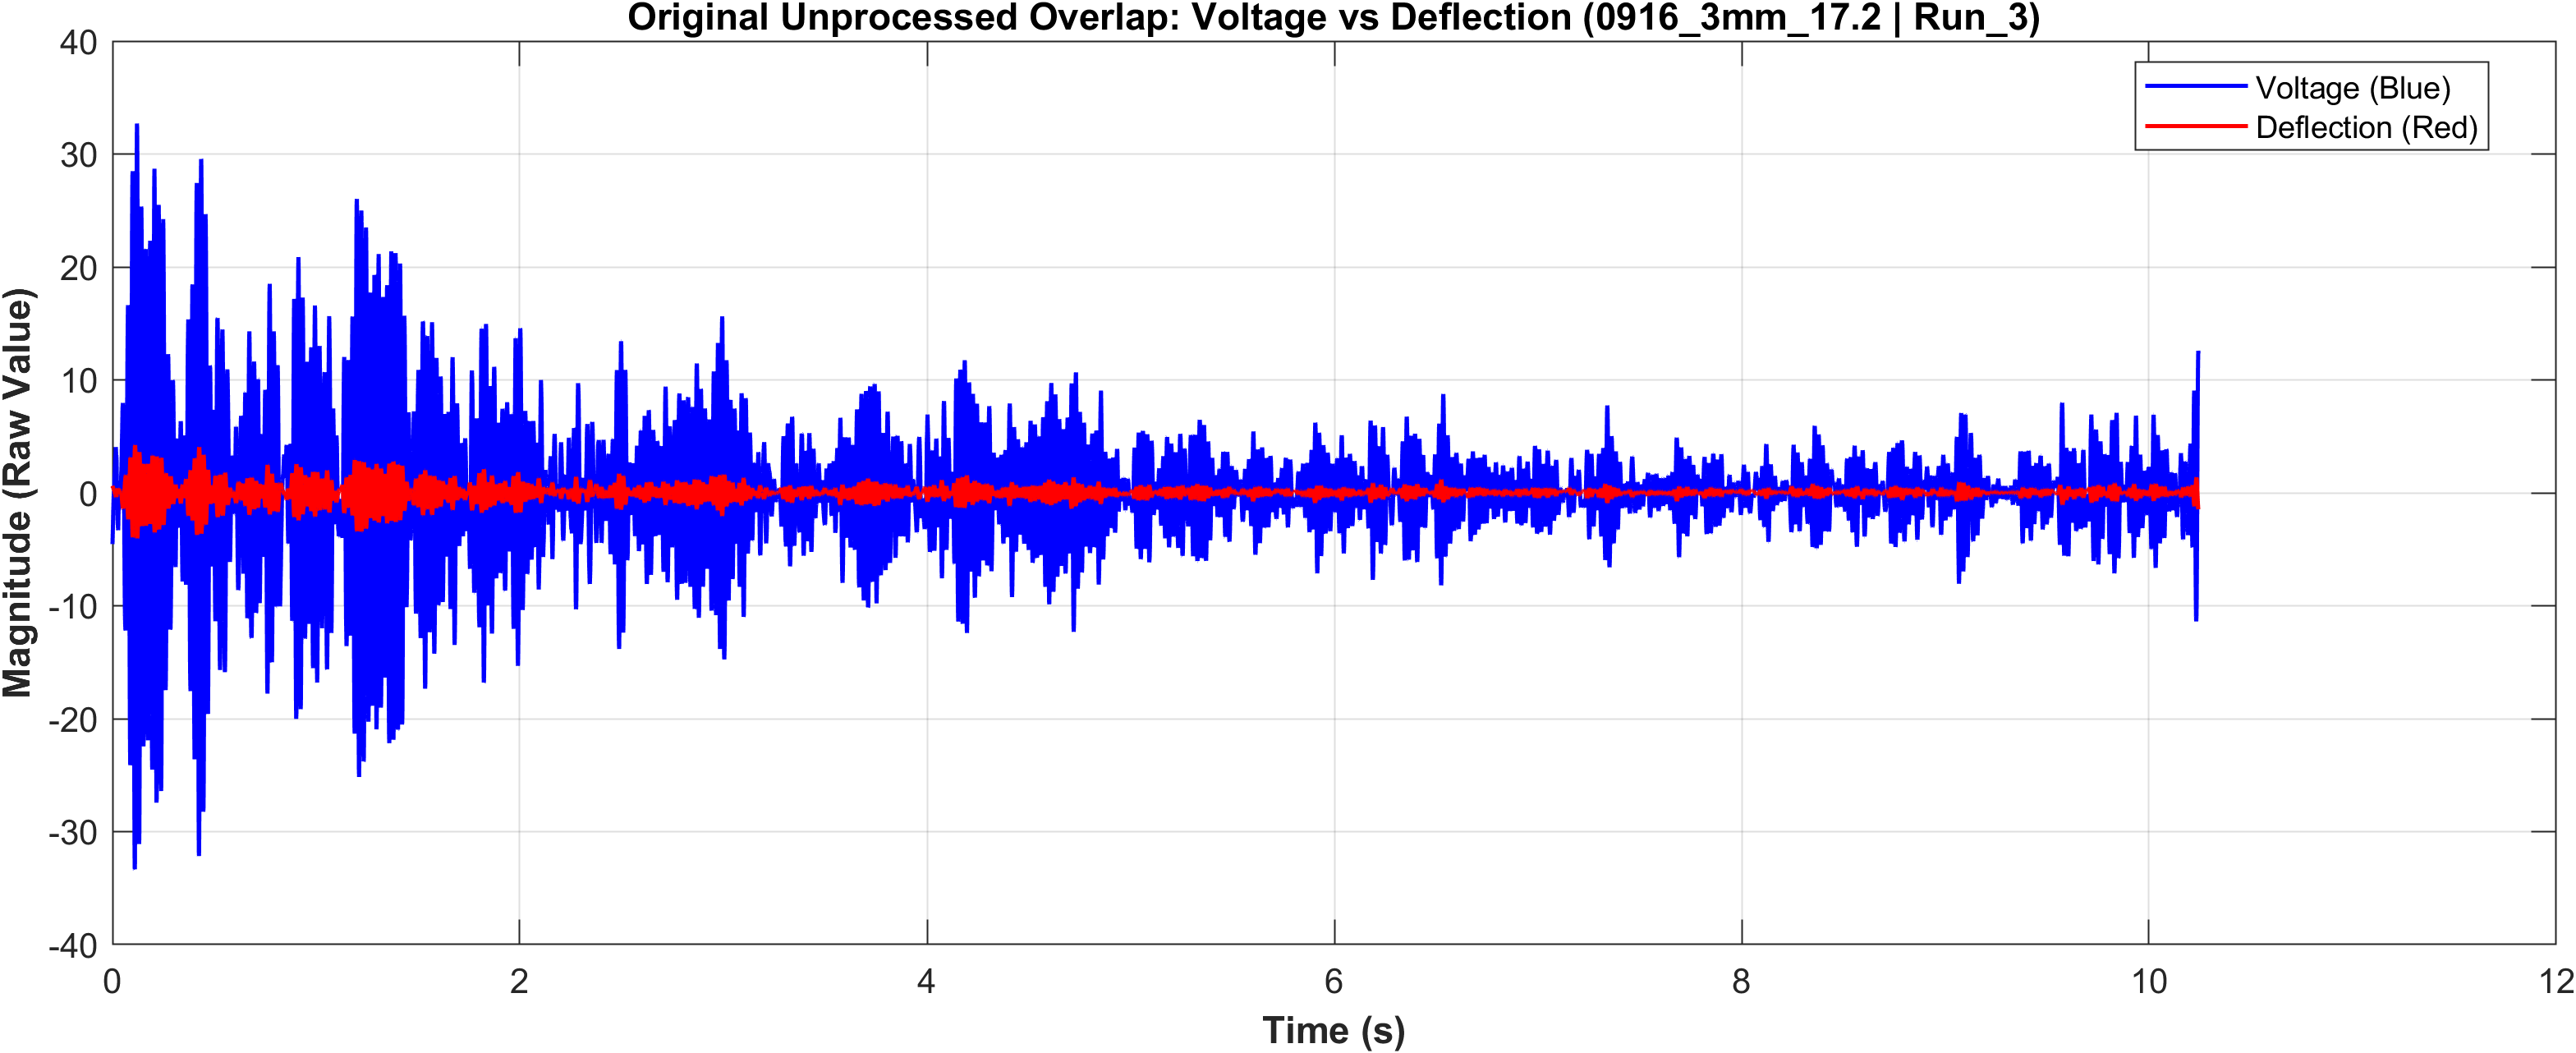 Original Unprocessed Overlap: Voltage vs Deflection (0916_3mm_17.2 | Run_3)
Voltage (Blue)
Deflection (Red)
Magnitude (Raw Value)
40
30
20
10
0
-10
-20
-30
-40
0 2 4 6 8 10 12
Time (s)